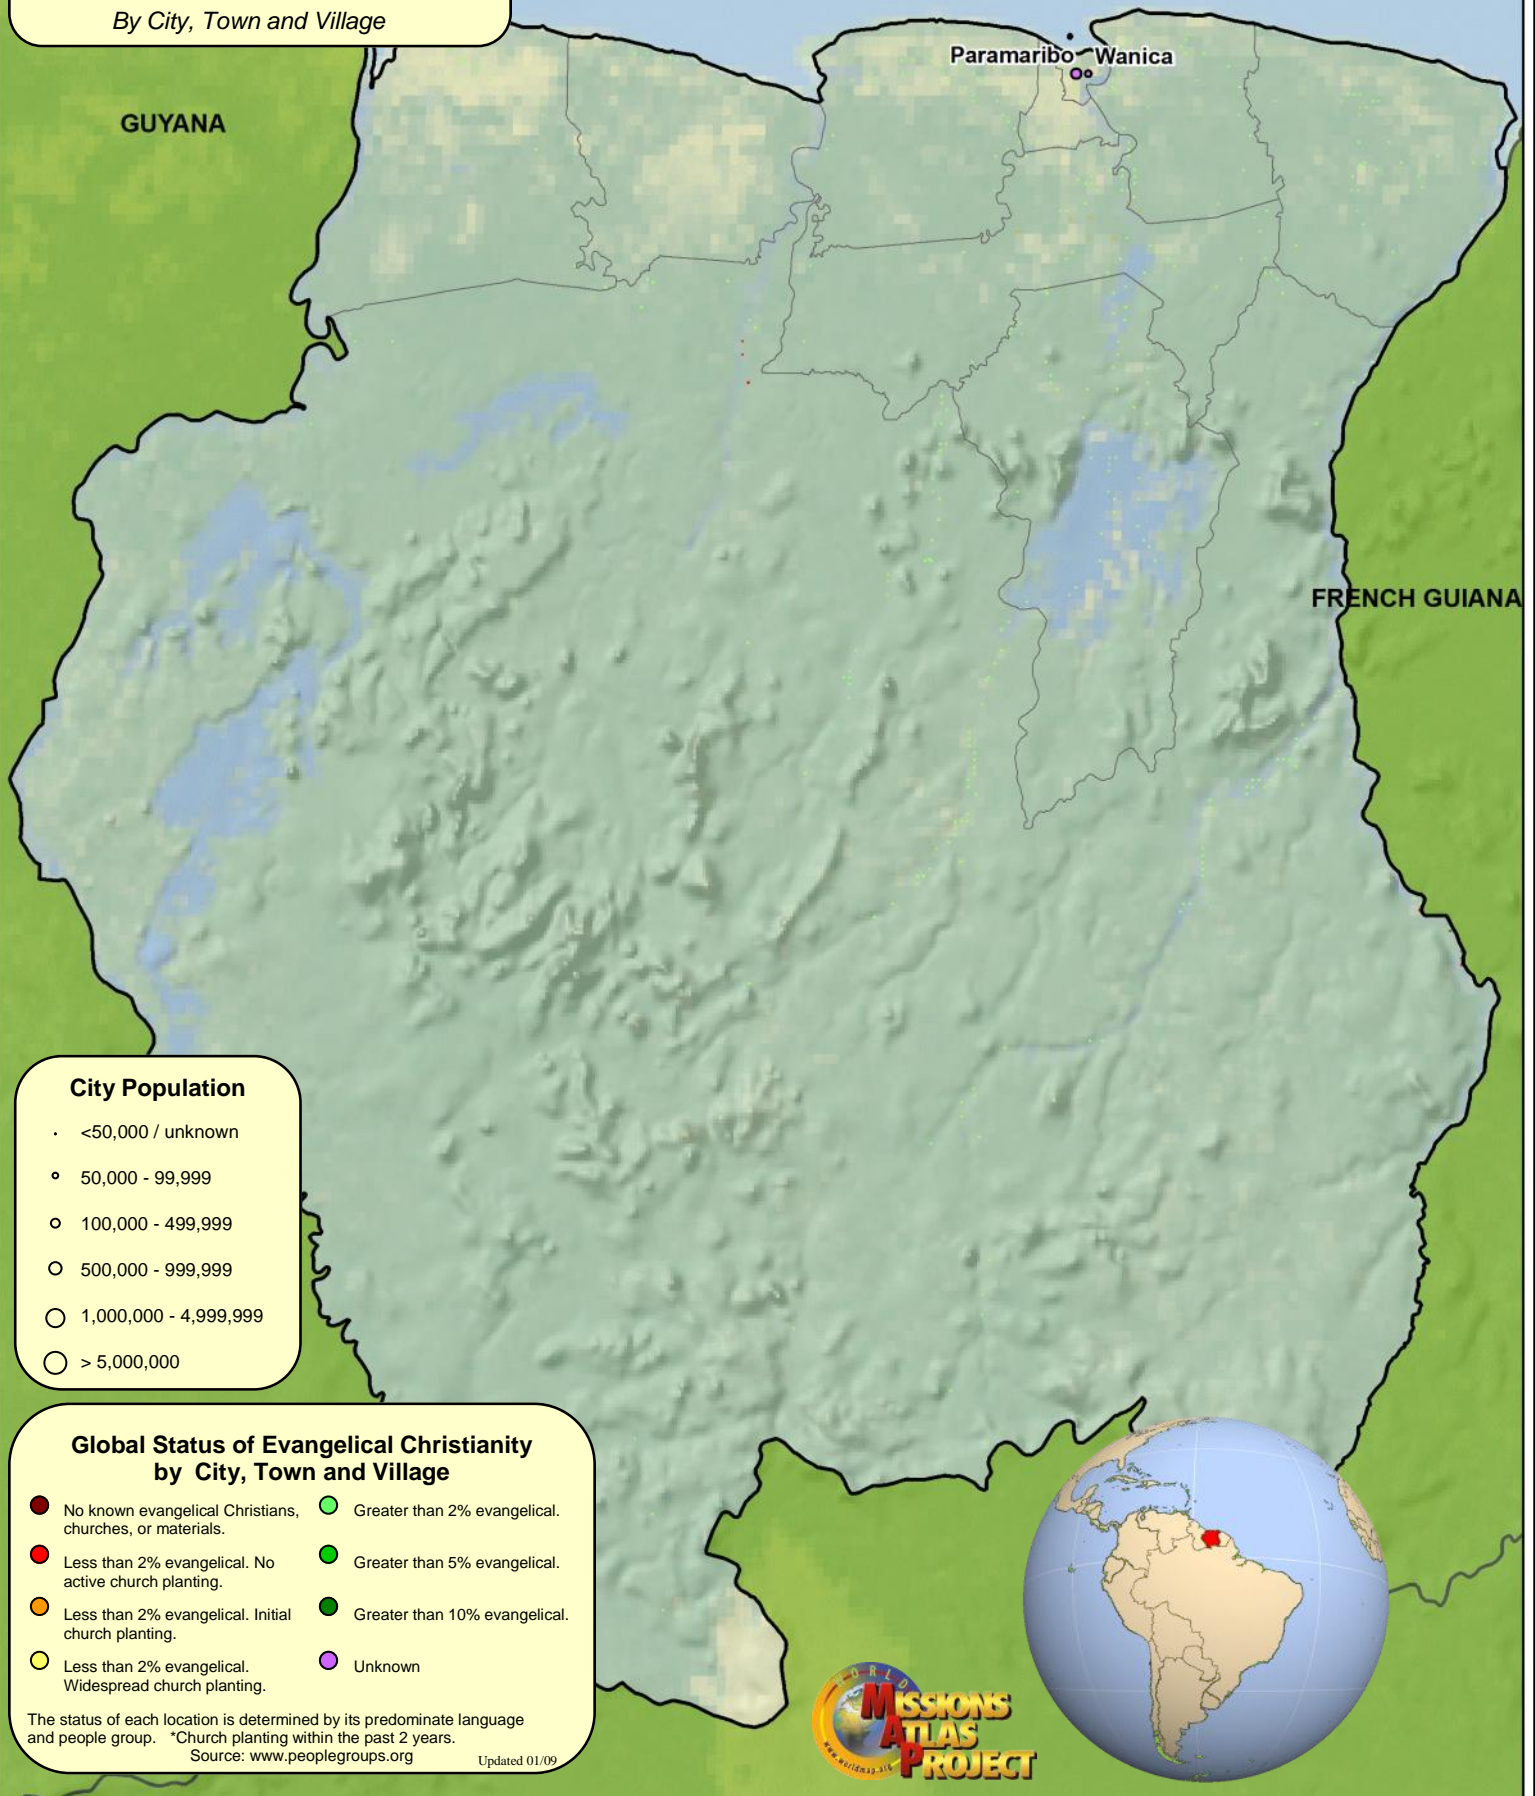 By City, Town and Village
Paramaribo
Wanica
GUYANA
FRENCH GUIANA
City Population
<50,000 / unknown
50,000 - 99,999
100,000 - 499,999
500,000 - 999,999
1,000,000 - 4,999,999
> 5,000,000
Global Status of Evangelical Christianity
by City, Town and Village
No known evangelical Christians,
churches, or materials.
Less than 2% evangelical. No
active church planting.
Less than 2% evangelical. Initial
church planting.
Less than 2% evangelical.
Widespread church planting.
Greater than 2% evangelical.
Greater than 5% evangelical.
Greater than 10% evangelical.
Unknown
The status of each location is determined by its predominate language
and people group. *Church planting within the past 2 years.
Source: www.peoplegroups.org
Updated 01/09
WORLD
MISSIONS
ATLAS
PROJECT
www.worldmap.org